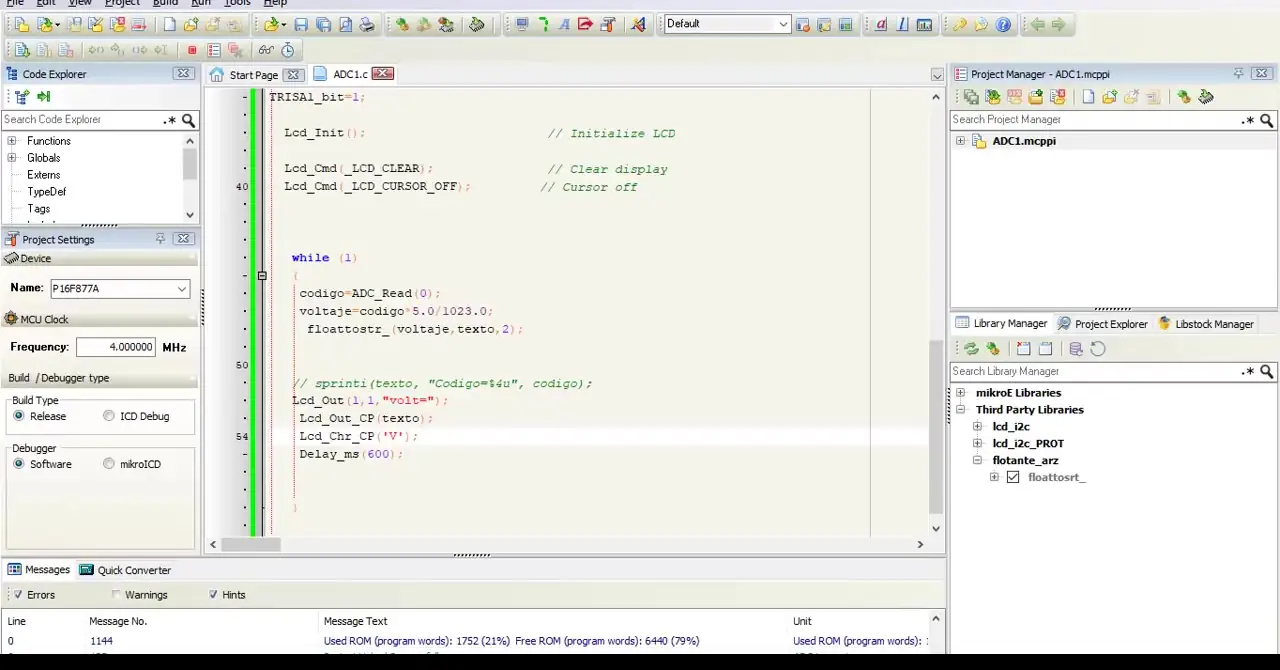 File Edit View Project Build Run Tools Help
Default
Code Explorer
Start Page
ADC1.c
Project Manager - ADC1.mcppi
Search Code Explorer
Functions
Globals
Externs
TypeDef
Tags
Project Settings
Device
Name: P16F877A
MCU Clock
Frequency: 4.000000 MHz
Build / Debugger type
Build Type
Release ICD Debug
Debugger
Software mikroICD
TRISA1_bit=1;
Lcd_Init(); // Initialize LCD
Lcd_Cmd(_LCD_CLEAR); // Clear display
40 Lcd_Cmd(_LCD_CURSOR_OFF); // Cursor off
while (1)
{
codigo=ADC_Read(0);
voltaje=codigo*5.0/1023.0;
floattostr_(voltaje,texto,2);
50
// sprinti(texto, "Codigo=%4u", codigo);
Lcd_Out(1,1,"volt=");
Lcd_Out_CP(texto);
54 Lcd_Chr_CP('V');
Delay_ms(600);
}
Search Project Manager
ADC1.mcppi
Library Manager Project Explorer Libstock Manager
Search Library Manager
mikroE Libraries
Third Party Libraries
lcd_i2c
lcd_i2c_PROT
flotante_arz
floattosrt_
Messages Quick Converter
Errors Warnings Hints
Line Message No. Message Text Unit
0 1144 Used ROM (program words): 1752 (21%) Free ROM (program words): 6440 (79%) Used ROM (program words):